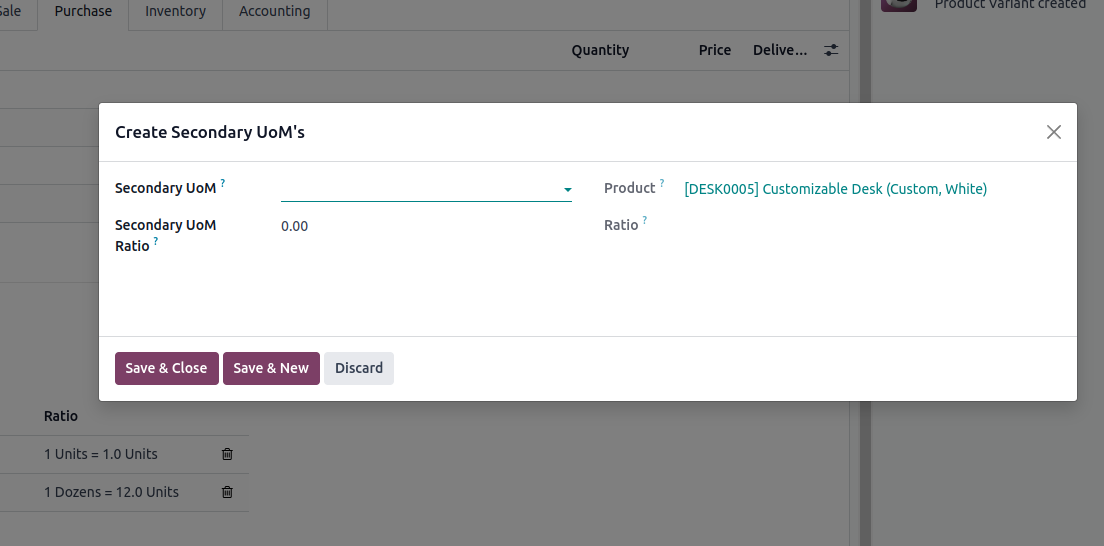 Sale
Purchase
Inventory
Accounting
Product Variant created
Quantity
Price
Delive...
Create Secondary UoM's
Secondary UoM ?
Product ?
[DESK0005] Customizable Desk (Custom, White)
Secondary UoM
Ratio ?
0.00
Ratio ?
Save & Close
Save & New
Discard
Ratio
1 Units = 1.0 Units
1 Dozens = 12.0 Units